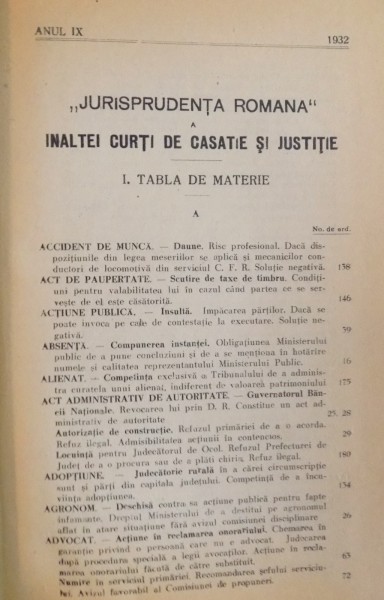 ANUL IX
1932
„JURISPRUDENȚA ROMANA"
A
INALTEI CURȚI DE CASATIE ȘI JUSTIȚIE
I. TABLA DE MATERIE
A
No. de ord.
ACCIDENT DE MUNCĂ. — Daune. Risc profesional. Dacă dis-
pozițiunile din legea meseriilor se aplică și mecanicilor con-
ductori de locomotivă din serviciul C. F. R. Soluție negativă. 138
ACT DE PAUPERTATE. — Scutire de taxe de timbru. Condiți-
uni pentru valabilitatea lui în cazul când partea ce se ser-
vește de el este căsătorită. 146
ACȚIUNE PUBLICĂ. — Insultă. Impăcarea părților. Dacă se
poate invoca pe cale de contestație la executare. Soluție ne-
gativă. 39
ABSENȚĂ. — Compunerea instanței. Obligațiunea Ministerului
public de a pune concluziuni și de a se menționa în hotărîre
numele și calitatea reprezentantului Ministerului Public. 16
ALIENAT. — Competința exclusivă a Tribunalului de a adminis-
tra curatela unui alienat, indiferent de valoarea patrimoniului 175
ACT ADMINISTRATIV DE AUTORITATE — Guvernatorul Băn-
cii Naționale. Revocarea lui prin D. R. Constitue un act ad-
ministrativ de autoritate 25. 28
Autorizație de construcție. Refuzul primăriei de a o acorda.
Refuz ilegal. Admisibilitatea acțiunii în contencios. 29
Locuință pentru Judecătorul de Ocol. Refuzul Prefecturei de
Județ de a o procura sau de a plăti chiria. Refuz ilegal. 180
ADOPȚIUNE. — Judecătorie rurală în a cărei circumscripție
sunt și părți din capitala județului. Competință de a încu-
viința adopțiunea. 134
AGRONOM. — Deschisă contra sa acțiune publică pentru fapte
infamante. Dreptul Ministerului de a destitui pe agronomul
aflat în atare situațiune fără avizul comisiunei disciplinare 26
ADVOCAT. — Acțiune în reclamarea onorariului. Chemarea în
garanție privind o persoană care nu e advocat. Judecarea
după procedura specială a legii avocaților. Acțiune în recla-
marea onorariului făcută de către substituit. 63
Numire în serviciul primăriei. Recomandarea șefului serviciu-
lui. Avizul favorabil al Comisiunei de propuneri. 72